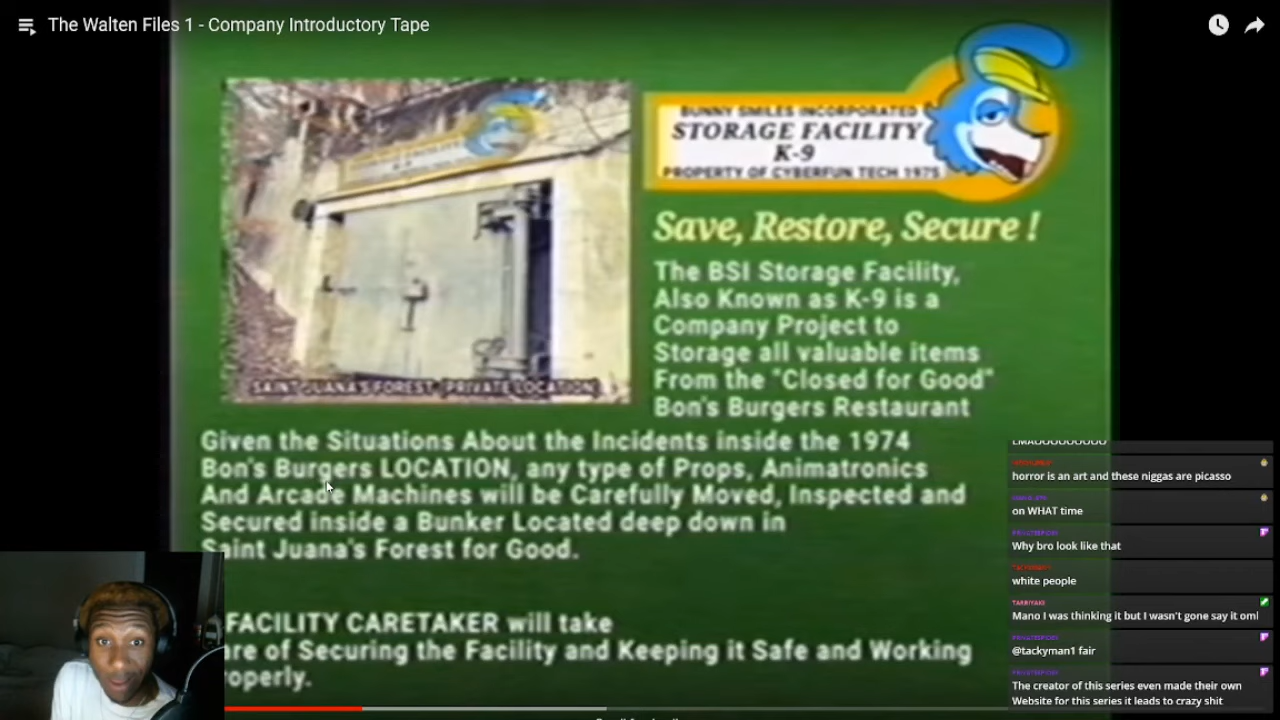 The Walten Files 1 - Company Introductory Tape
BUNNY SMILES INCORPORATED
STORAGE FACILITY
K-9
PROPERTY OF CYBERFUN TECH 1975
Save, Restore, Secure !
The BSI Storage Facility,
Also Known as K-9 is a
Company Project to
Storage all valuable items
From the "Closed for Good"
Bon's Burgers Restaurant
SAINT JUANA'S FOREST (PRIVATE LOCATION)
Given the Situations About the Incidents inside the 1974
Bon's Burgers LOCATION, any type of Props, Animatronics
And Arcade Machines will be Carefully Moved, Inspected and
Secured inside a Bunker Located deep down in
Saint Juana's Forest for Good.
FACILITY CARETAKER will take
are of Securing the Facility and Keeping it Safe and Working
roperly.
horror is an art and these niggas are picasso
on WHAT time
Why bro look like that
white people
Mano I was thinking it but I wasn't gone say it oml
@tackyman1 fair
The creator of this series even made their own
Website for this series it leads to crazy shit